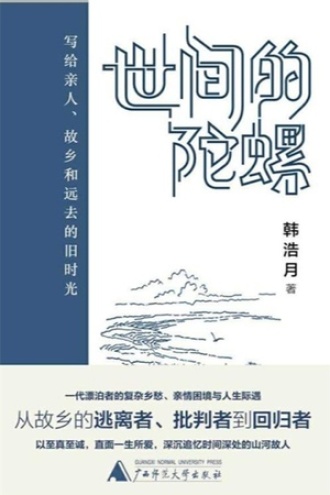 写给亲人、故乡和远去的旧时光
世间的
陀螺
韩浩月
著
一代漂泊者的复杂乡愁、亲情困境与人生际遇
从故乡的逃离者、批判者到回归者
以至真至诚，直面一生所爱，深沉追忆时间深处的山河故人
GUANGXI NORMAL UNIVERSITY PRESS
广西师范大学出版社